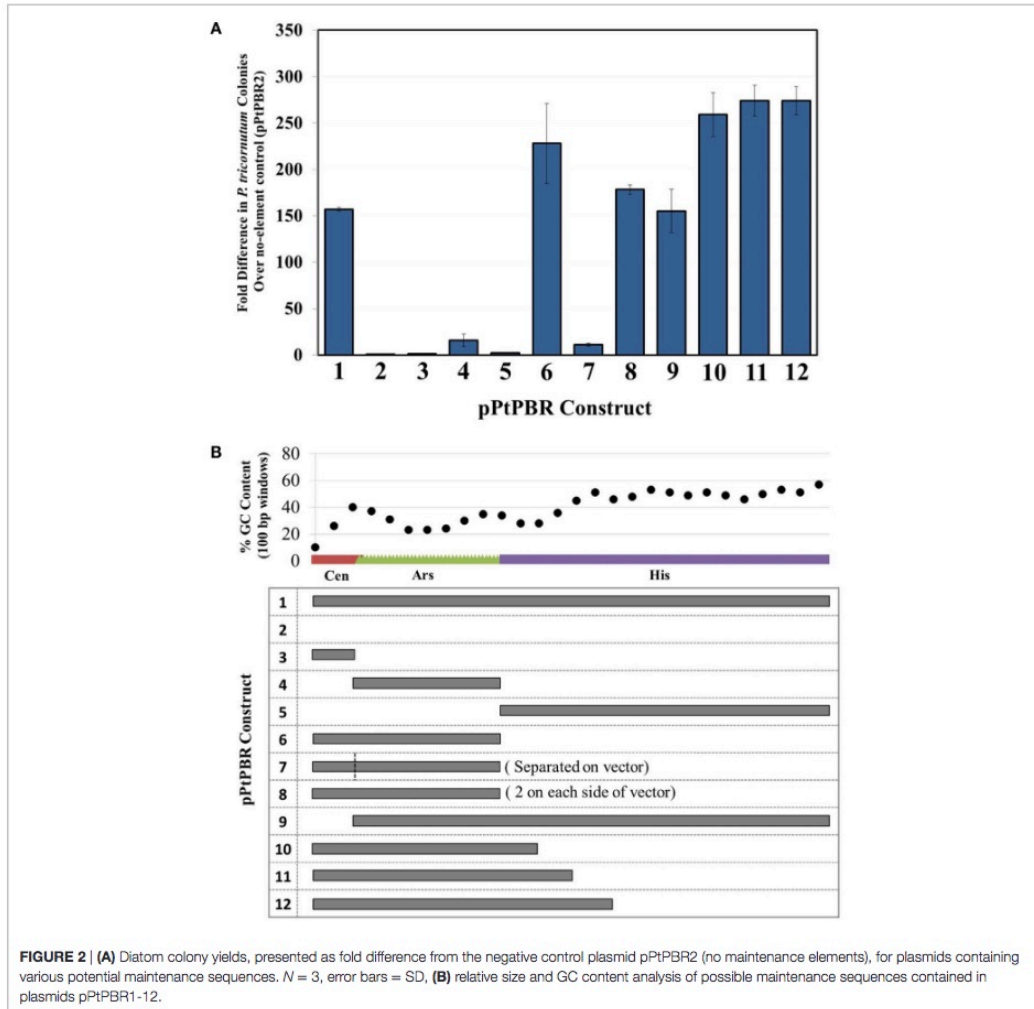 A
350
300
250
200
150
100
50
0
Fold Difference in P. tricornutum Colonies
Over no-element control (pPtPBR2)
1 2 3 4 5 6 7 8 9 10 11 12
pPtPBR Construct
B
80
60
40
20
0
% GC Content
(100 bp windows)
Cen Ars His
pPtPBR Construct
1
2
3
4
5
6
7 ( Separated on vector)
8 ( 2 on each side of vector)
9
10
11
12
FIGURE 2 | (A) Diatom colony yields, presented as fold difference from the negative control plasmid pPtPBR2 (no maintenance elements), for plasmids containing
various potential maintenance sequences. N = 3, error bars = SD, (B) relative size and GC content analysis of possible maintenance sequences contained in
plasmids pPtPBR1-12.